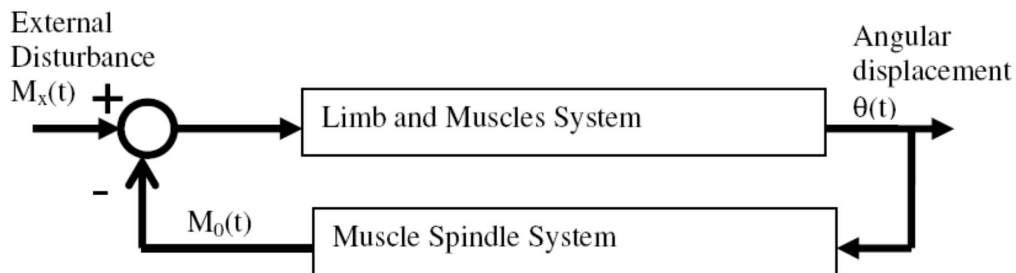 External
Disturbance
Mx(t) +
Angular
displacement
θ(t)
Limb and Muscles System
-
M0(t)
Muscle Spindle System